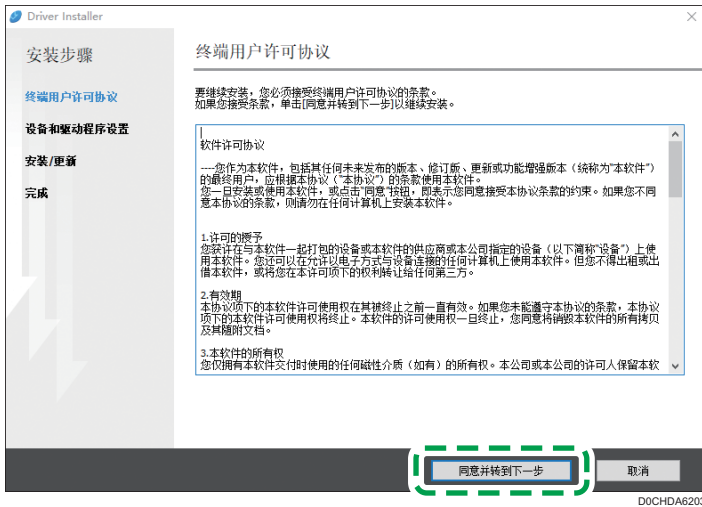 Driver Installer
安装步骤
终端用户许可协议
设备和驱动程序设置
安装/更新
完成
终端用户许可协议
要继续安装，您必须接受终端用户许可协议的条款。
如果您接受条款，单击[同意并转到下一步]以继续安装。
软件许可协议
----您作为本软件，包括其任何未来发布的版本、修订版、更新或功能增强版本（统称为"本软件"）
的最终用户，应根据本协议（"本协议"）的条款使用本软件。
您一旦安装或使用本软件，或点击"同意"按钮，即表示您同意接受本协议条款的约束。如果您不同
意本协议的条款，则请勿在任何计算机上安装本软件。
1.许可的授予
您获许在与本软件一起打包的设备或本软件的供应商或本公司指定的设备（以下简称"设备"）上使
用本软件。您还可以在允许以电子方式与设备连接的任何计算机上使用本软件。但您不得出租或出
借本软件，或将您在本许可项下的权利转让给任何第三方。
2.有效期
本协议项下的本软件许可使用权在其被终止之前一直有效。如果您未能遵守本协议的条款，本协议
项下的本软件许可使用权将终止。本软件的许可使用权一旦终止，您同意将销毁本软件的所有拷贝
及其随附文档。
3.本软件的所有权
您仅拥有本软件交付时使用的任何磁性介质（如有）的所有权。本公司或本公司的许可人保留本软
同意并转到下一步
取消
D0CHDA6203